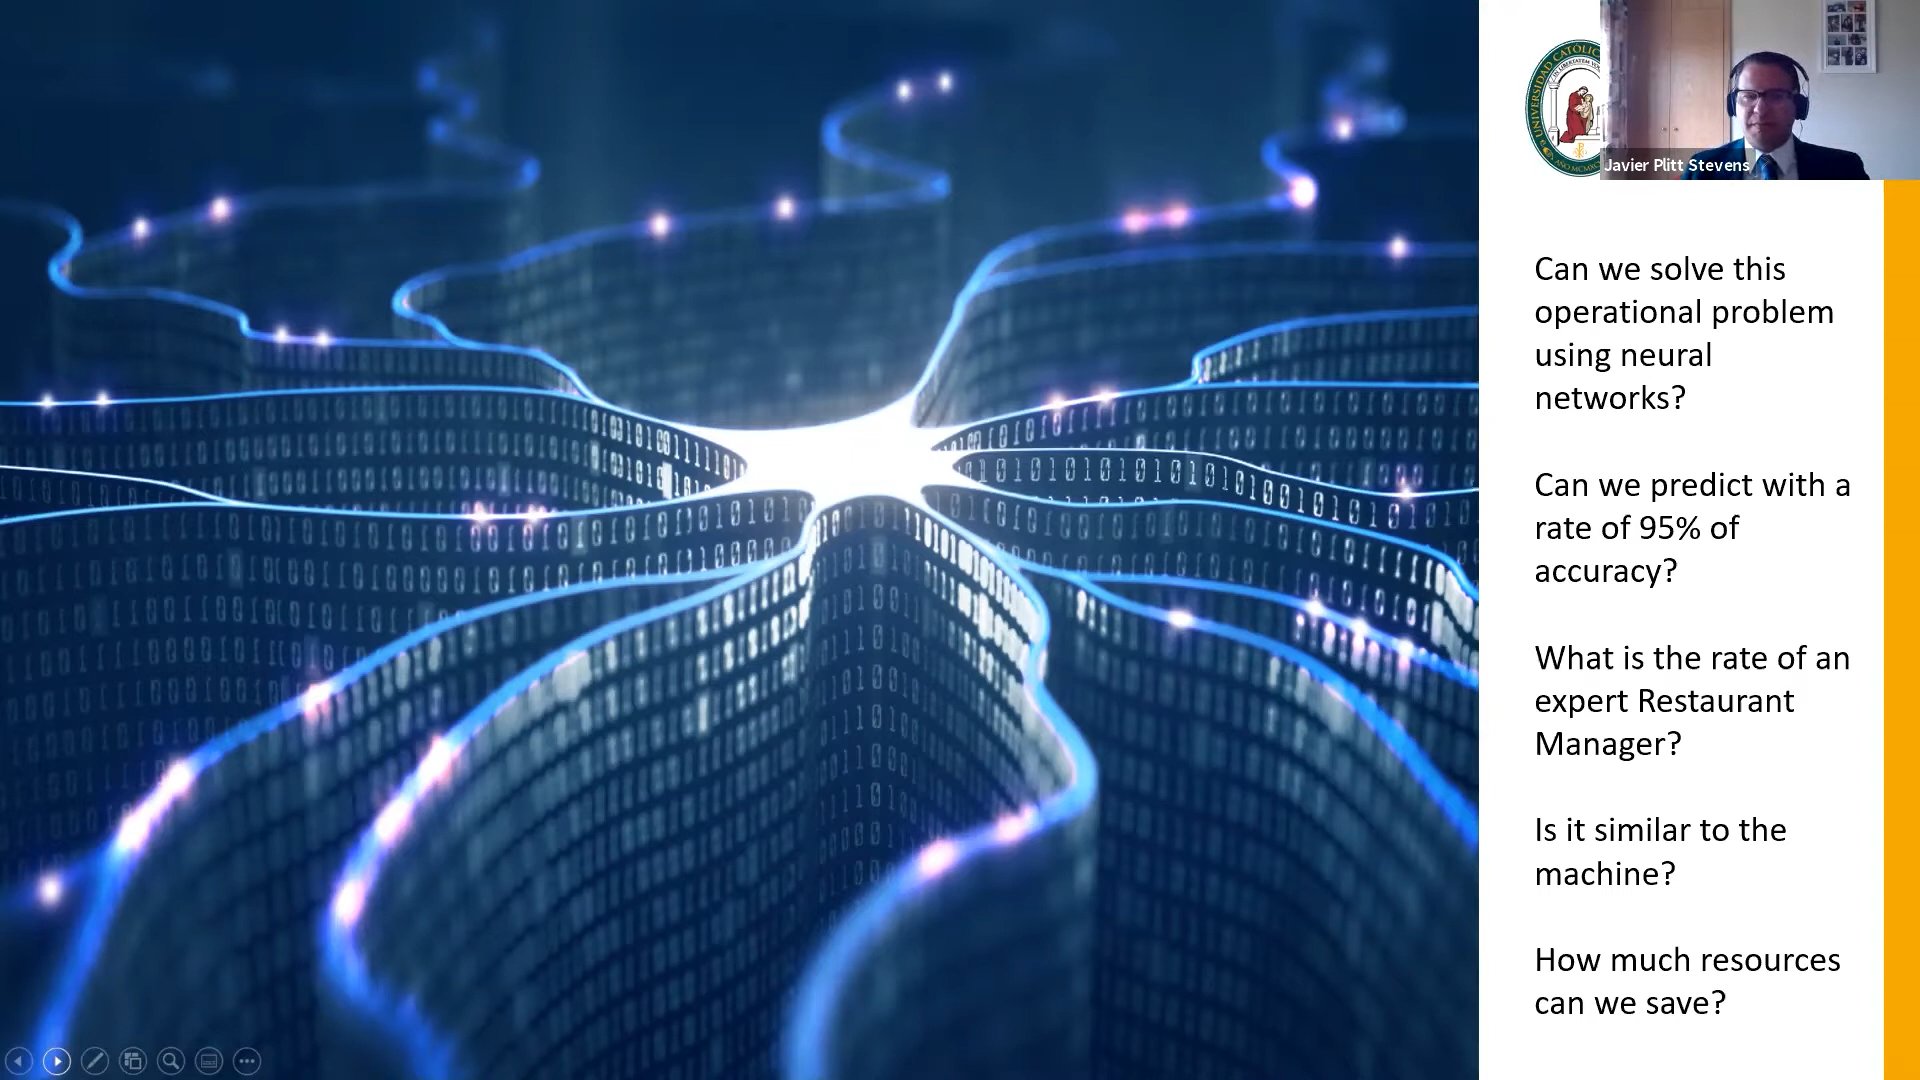 UNIVERSIDAD CATÓLIC
Javier Plitt Stevens
Can we solve this
operational problem
using neural
networks?
Can we predict with a
rate of 95% of
accuracy?
What is the rate of an
expert Restaurant
Manager?
Is it similar to the
machine?
How much resources
can we save?